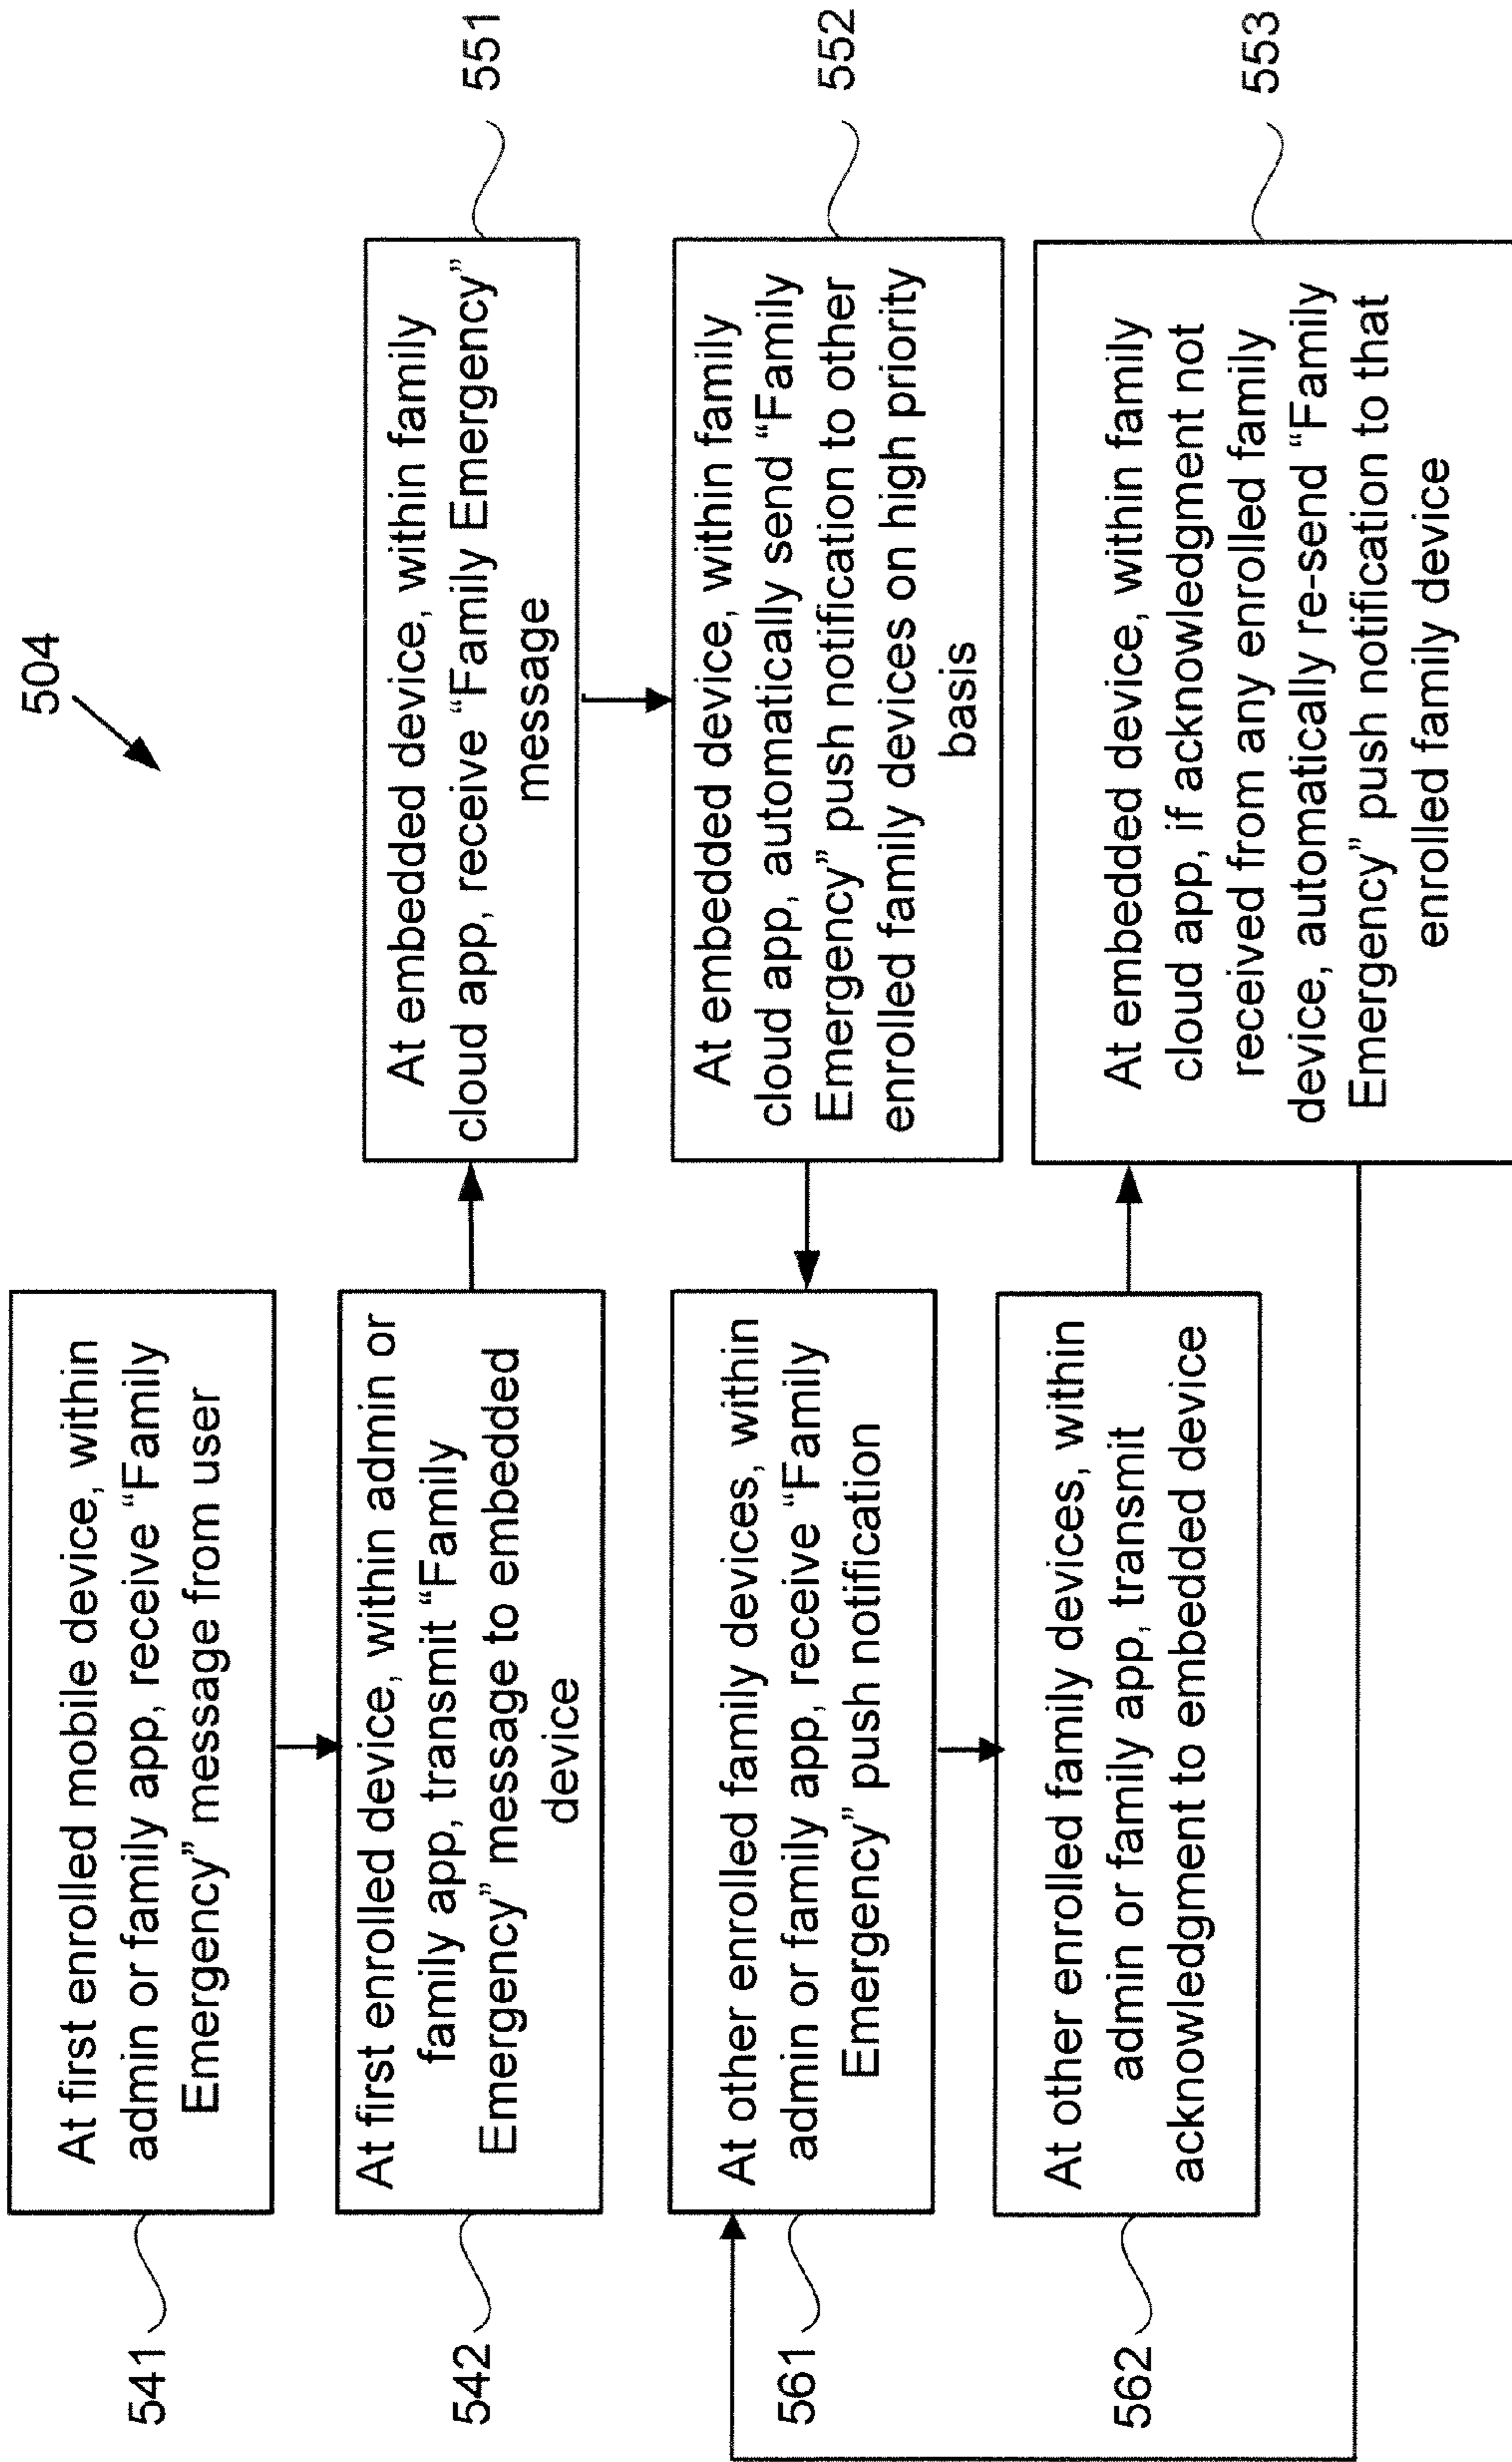 504
541
At first enrolled mobile device, within
admin or family app, receive “Family
Emergency” message from user
542
At first enrolled device, within admin or
family app, transmit “Family
Emergency” message to embedded
device
551
At embedded device, within family
cloud app, receive “Family Emergency”
message
552
At embedded device, within family
cloud app, automatically send “Family
Emergency” push notification to other
enrolled family devices on high priority
basis
561
At other enrolled family devices, within
admin or family app, receive “Family
Emergency” push notification
562
At other enrolled family devices, within
admin or family app, transmit
acknowledgment to embedded device
553
At embedded device, within family
cloud app, if acknowledgment not
received from any enrolled family
device, automatically re-send “Family
Emergency” push notification to that
enrolled family device